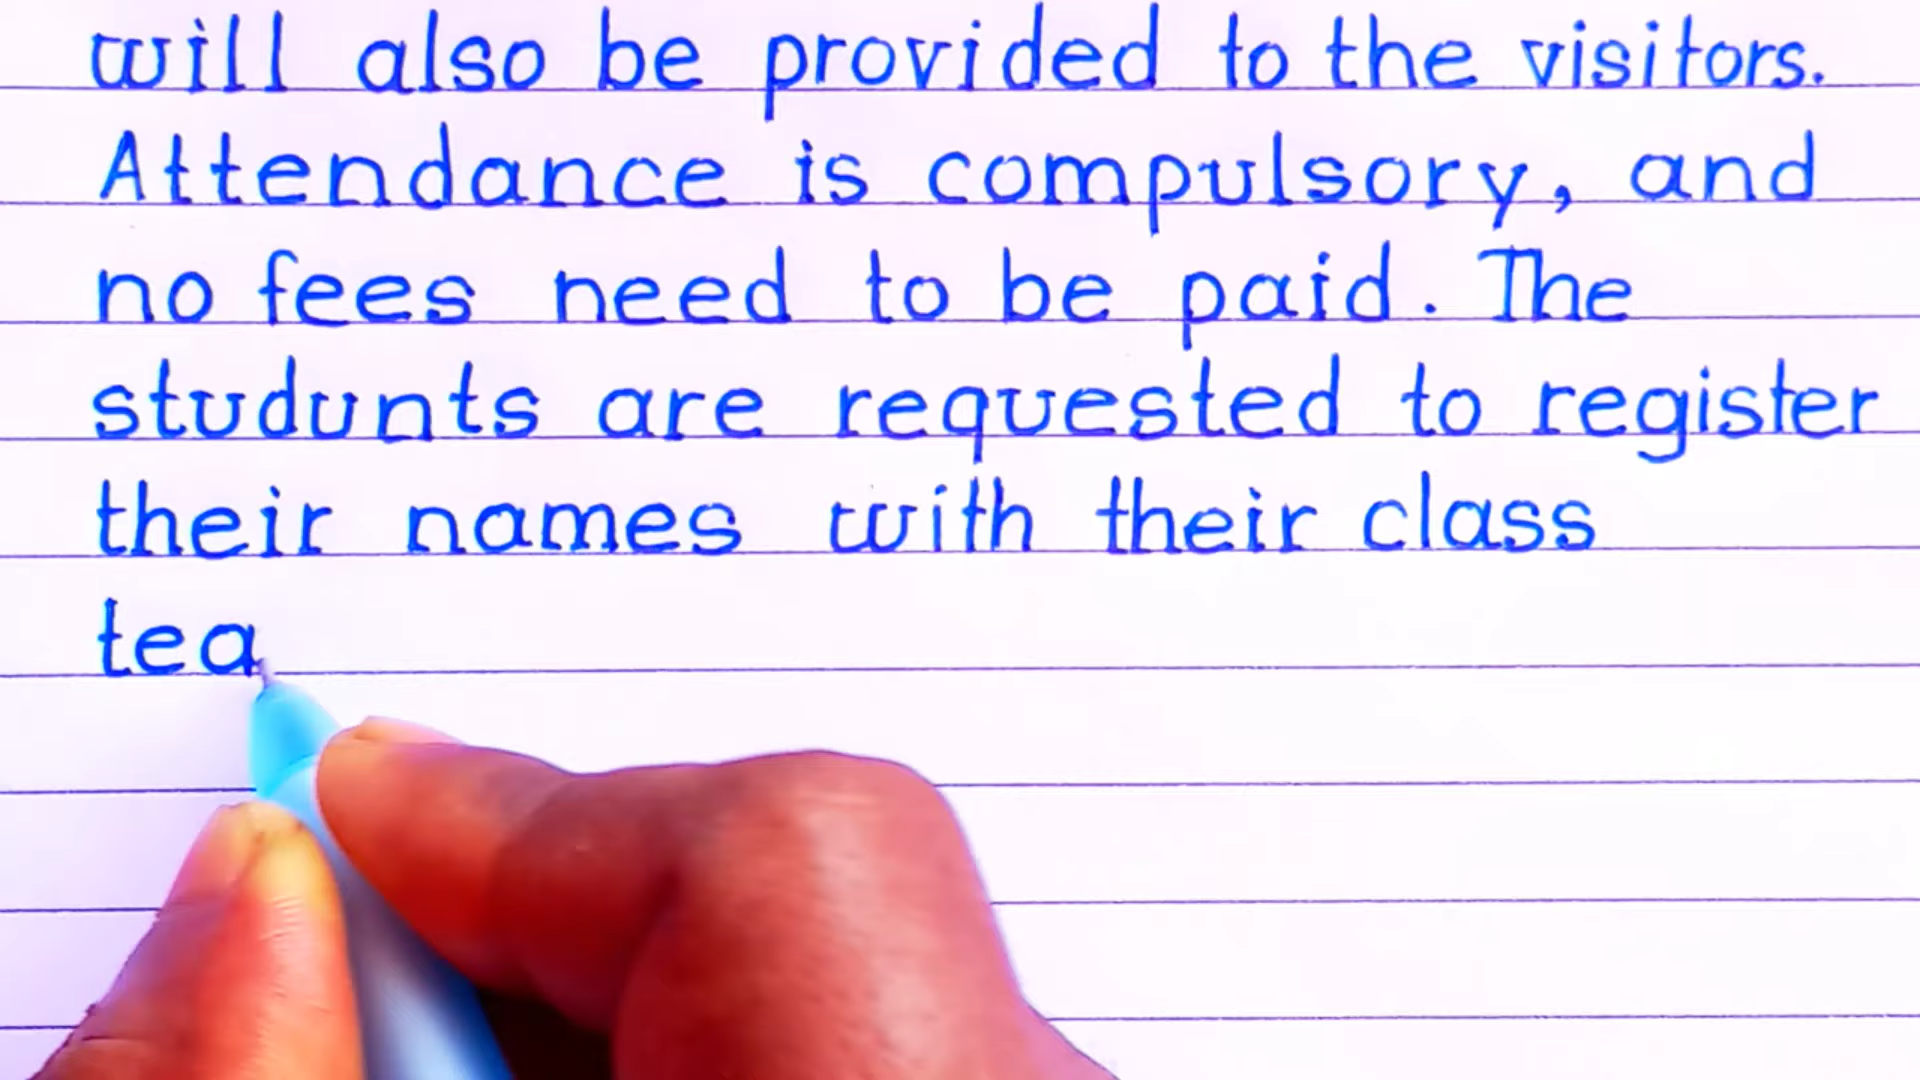 will also be provided to the visitors.
Attendance is compulsory, and
no fees need to be paid. The
studunts are requested to register
their names with their class
tea